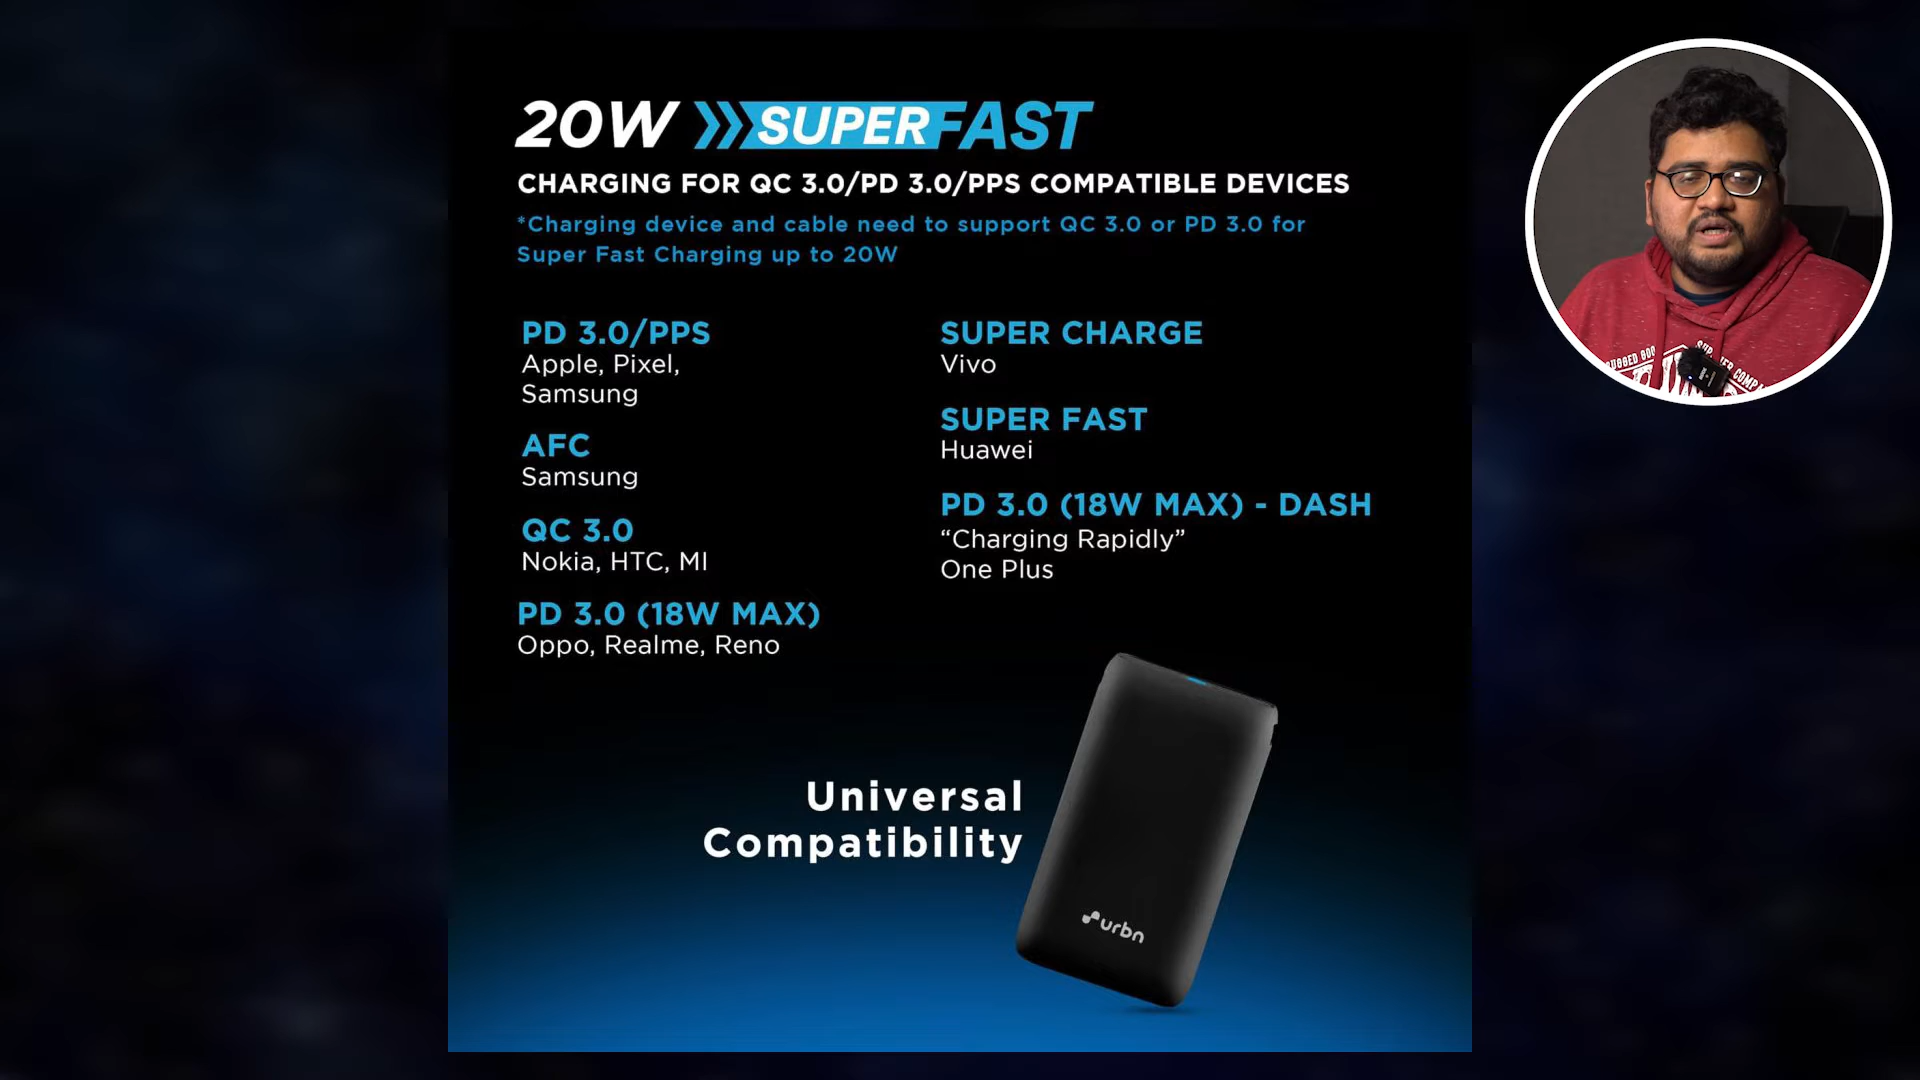 20W SUPERFAST
CHARGING FOR QC 3.0/PD 3.0/PPS COMPATIBLE DEVICES
*Charging device and cable need to support QC 3.0 or PD 3.0 for
Super Fast Charging up to 20W
PD 3.0/PPS
Apple, Pixel,
Samsung
AFC
Samsung
QC 3.0
Nokia, HTC, MI
PD 3.0 (18W MAX)
Oppo, Realme, Reno
SUPER CHARGE
Vivo
SUPER FAST
Huawei
PD 3.0 (18W MAX) - DASH
“Charging Rapidly”
One Plus
Universal
Compatibility
urbn